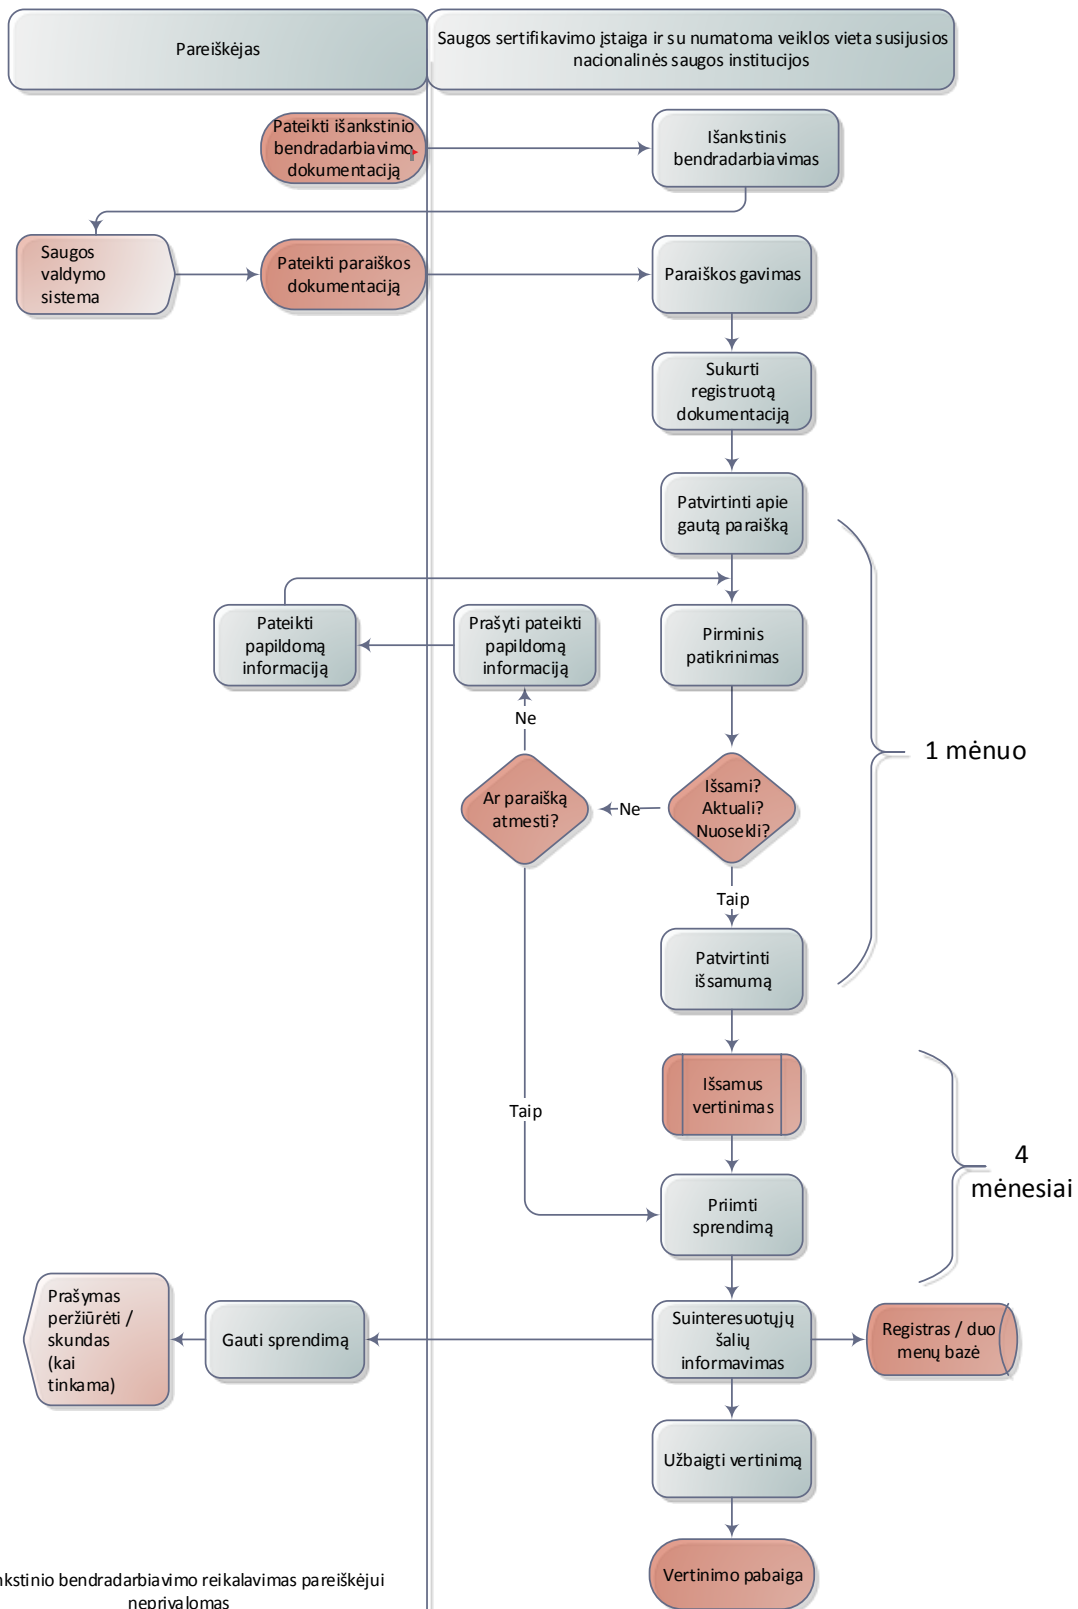 Pareiškėjas
Saugos sertifikavimo įstaiga ir su numatoma veiklos vieta susijusios
nacionalinės saugos institucijos
Pateikti išankstinio
bendradarbiavimo
dokumentaciją
Išankstinis
bendradarbiavimas
Saugos
valdymo
sistema
Pateikti paraiškos
dokumentaciją
Paraiškos gavimas
Sukurti
registruotą
dokumentaciją
Patvirtinti apie
gautą paraišką
Pateikti
papildomą
informaciją
Prašyti pateikti
papildomą
informaciją
Pirminis
patikrinimas
Ne
1 mėnuo
Ar paraišką
atmesti?
Ne
Išsami?
Aktuali?
Nuosekli?
Taip
Patvirtinti
išsamumą
Išsamus
vertinimas
Taip
4
mėnesiai
Priimti
sprendimą
Prašymas
peržiūrėti /
skundas
(kai
tinkama)
Gauti sprendimą
Suinteresuotųjų
šalių
informavimas
Registras / duo
menų bazė
Užbaigti vertinimą
Vertinimo pabaiga
nkstinio bendradarbiavimo reikalavimas pareiškėjui
neprivalomas